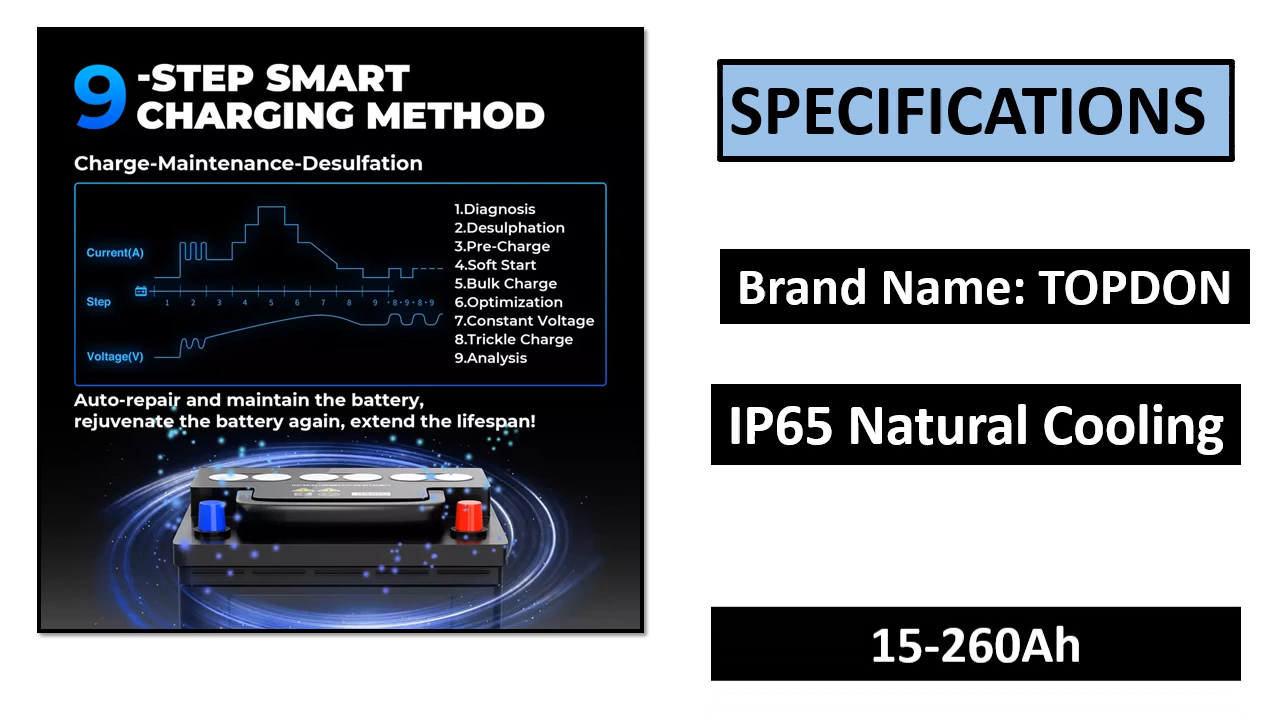 9-STEP SMART
CHARGING METHOD
Charge-Maintenance-Desulfation
Current(A)
Step
1 2 3 4 5 6 7 8 9 ·8·9·8·9
Voltage(V)
1.Diagnosis
2.Desulphation
3.Pre-Charge
4.Soft Start
5.Bulk Charge
6.Optimization
7.Constant Voltage
8.Trickle Charge
9.Analysis
Auto-repair and maintain the battery,
rejuvenate the battery again, extend the lifespan!
SPECIFICATIONS
Brand Name: TOPDON
IP65 Natural Cooling
15-260Ah